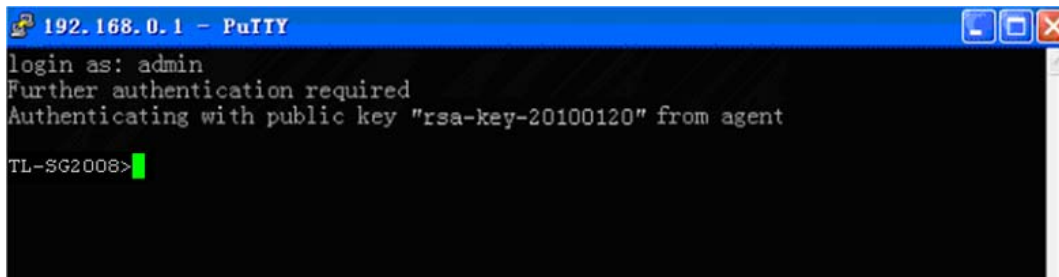 192.168.0.1 - PuTTY
login as: admin
Further authentication required
Authenticating with public key "rsa-key-20100120" from agent
TL-SG2008>